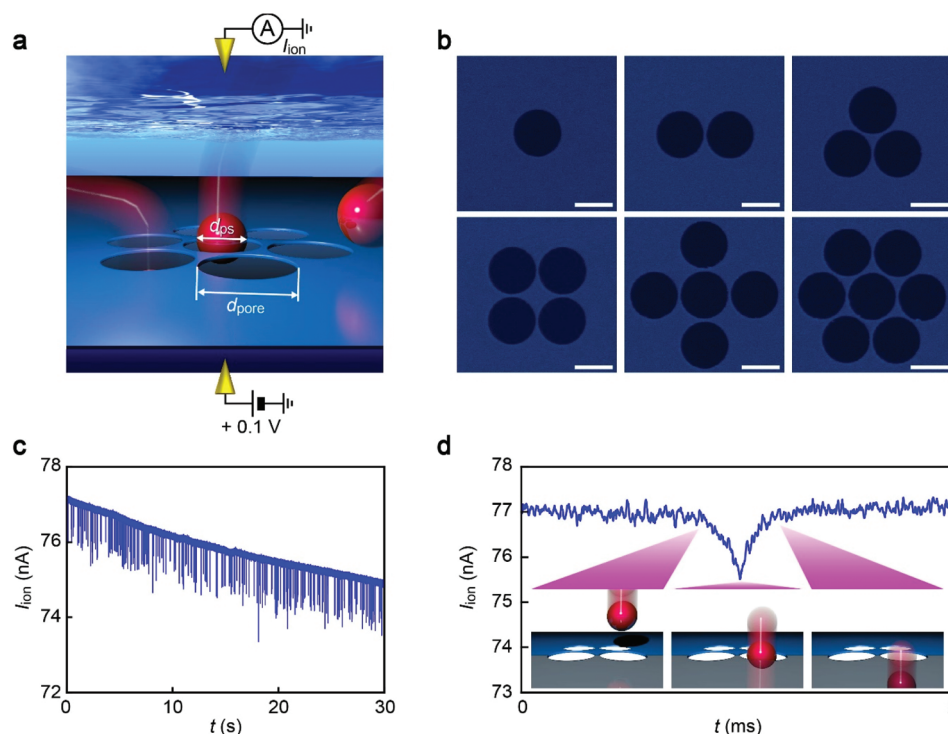 a
A
I_ion
d_ps
d_pore
+ 0.1 V
b
c
78
76
74
72
I_ion (nA)
0
10
20
30
t (s)
d
78
77
76
75
74
73
I_ion (nA)
0
t (ms)